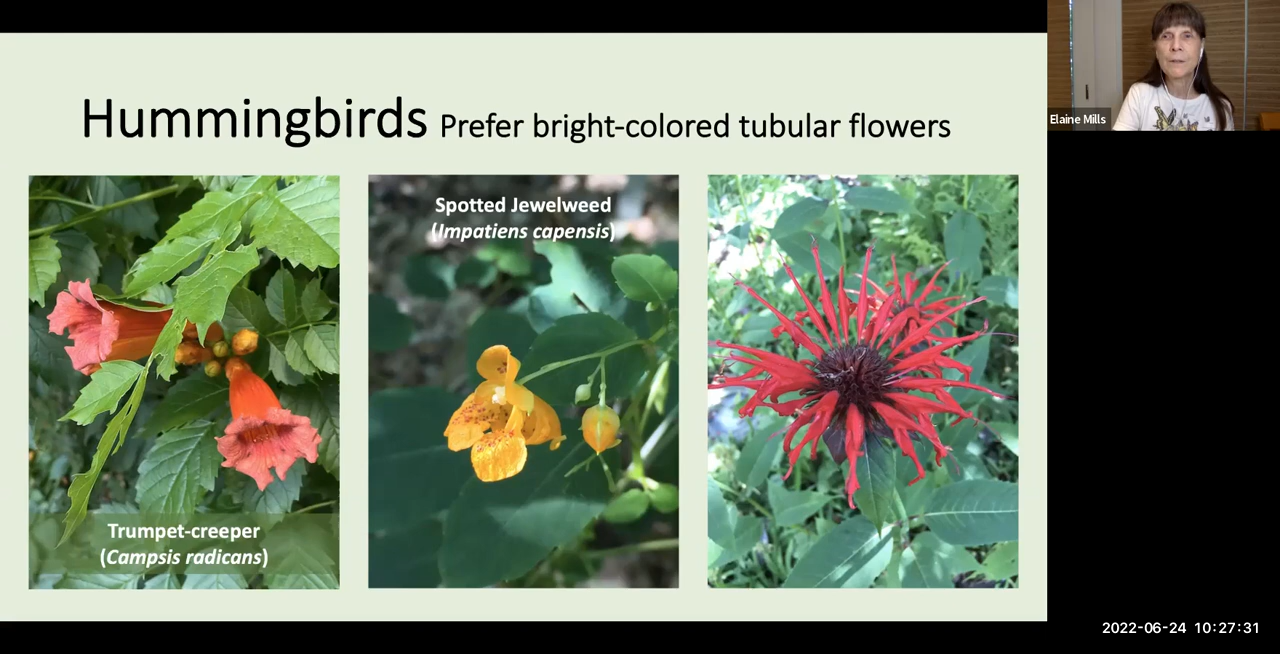 Hummingbirds Prefer bright-colored tubular flowers
Spotted Jewelweed
(Impatiens capensis)
Trumpet-creeper
(Campsis radicans)
Elaine Mills
2022-06-24 10:27:31